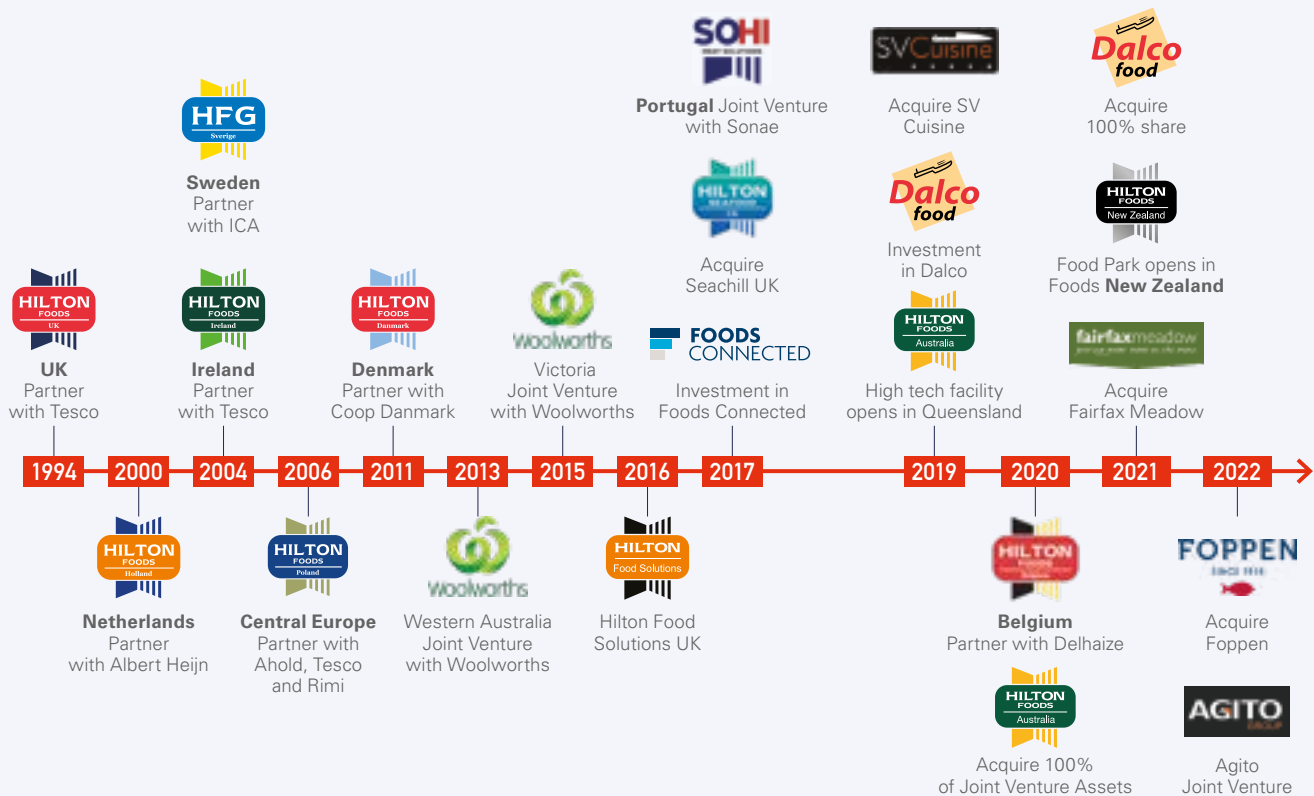 HFG
Sverige
Sweden
Partner
with ICA
SOHI
Portugal Joint Venture
with Sonae
SVCuisine
Acquire SV
Cuisine
Dalco
food
Acquire
100% share
HILTON
SEAFOOD
UK
Acquire
Seachill UK
Dalco
food
Investment
in Dalco
HILTON
FOODS
New Zealand
Food Park opens in
Foods New Zealand
HILTON
FOODS
UK
UK
Partner
with Tesco
HILTON
FOODS
Ireland
Ireland
Partner
with Tesco
HILTON
FOODS
Danmark
Denmark
Partner with
Coop Danmark
Woolworths
Victoria
Joint Venture
with Woolworths
FOODS
CONNECTED
Investment in
Foods Connected
HILTON
FOODS
Australia
High tech facility
opens in Queensland
fairfaxmeadow
Acquire
Fairfax Meadow
1994
2000
2004
2006
2011
2013
2015
2016
2017
2019
2020
2021
2022
HILTON
FOODS
Holland
Netherlands
Partner
with Albert Heijn
HILTON
FOODS
Poland
Central Europe
Partner with
Ahold, Tesco
and Rimi
Woolworths
Western Australia
Joint Venture
with Woolworths
HILTON
Food Solutions
Hilton Food
Solutions UK
HILTON
FOODS
Belgium
Partner with Delhaize
HILTON
FOODS
Australia
Acquire 100%
of Joint Venture Assets
FOPPEN
SINCE 1918
Acquire
Foppen
AGITO
GROUP
Agito
Joint Venture